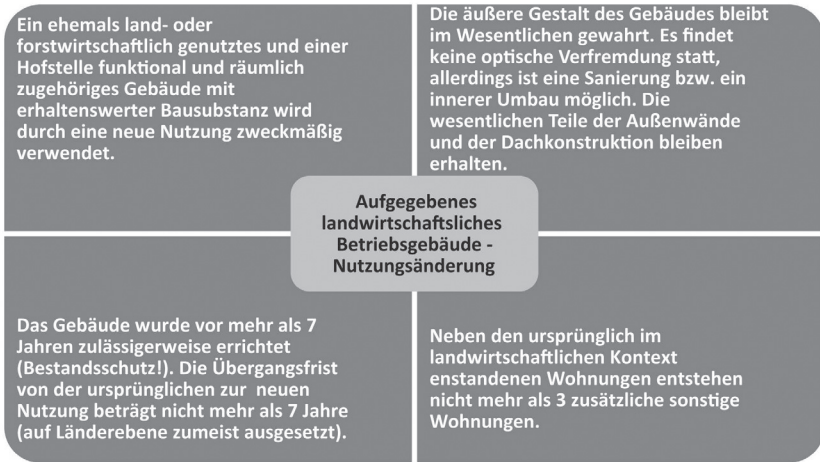 Ein ehemals land- oder
forstwirtschaftlich genutztes und einer
Hofstelle funktional und räumlich
zugehöriges Gebäude mit
erhaltenswerter Bausubstanz wird
durch eine neue Nutzung zweckmäßig
verwendet.
Die äußere Gestalt des Gebäudes bleibt
im Wesentlichen gewahrt. Es findet
keine optische Verfremdung statt,
allerdings ist eine Sanierung bzw. ein
innerer Umbau möglich. Die
wesentlichen Teile der Außenwände
und der Dachkonstruktion bleiben
erhalten.
Aufgegebenes
landwirtschaftsliches
Betriebsgebäude -
Nutzungsänderung
Das Gebäude wurde vor mehr als 7
Jahren zulässigerweise errichtet
(Bestandsschutz!). Die Übergangsfrist
von der ursprünglichen zur neuen
Nutzung beträgt nicht mehr als 7 Jahre
(auf Länderebene zumeist ausgesetzt).
Neben den ursprünglich im
landwirtschaftlichen Kontext
enstandenen Wohnungen entstehen
nicht mehr als 3 zusätzliche sonstige
Wohnungen.